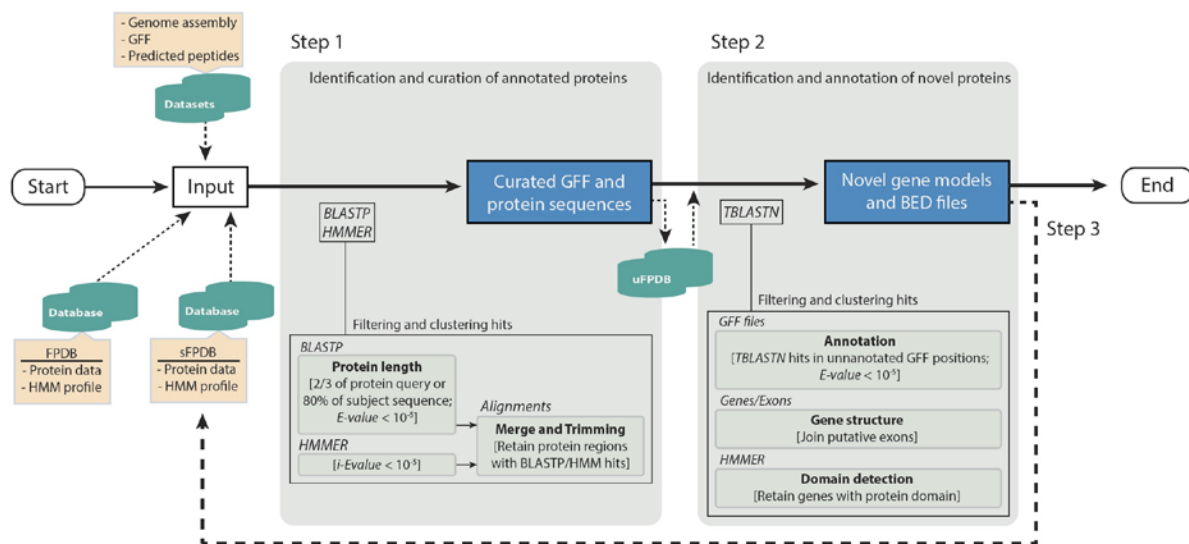 - Genome assembly
- GFF
- Predicted peptides
Datasets
Start
Input
Database
FPDB
- Protein data
- HMM profile
Database
sFPDB
- Protein data
- HMM profile
Step 1
Identification and curation of annotated proteins
BLASTP
HMMER
Curated GFF and
protein sequences
Filtering and clustering hits
BLASTP
Protein length
[2/3 of protein query or
80% of subject sequence;
E-value < 10-5]
HMMER
[i-Evalue < 10-5]
Alignments
Merge and Trimming
[Retain protein regions
with BLASTP/HMM hits]
uFPDB
Step 2
Identification and annotation of novel proteins
TBLASTN
Novel gene models
and BED files
Filtering and clustering hits
GFF files
Annotation
[TBLASTN hits in unnanotated GFF positions;
E-value < 10-5]
Genes/Exons
Gene structure
[Join putative exons]
HMMER
Domain detection
[Retain genes with protein domain]
Step 3
End